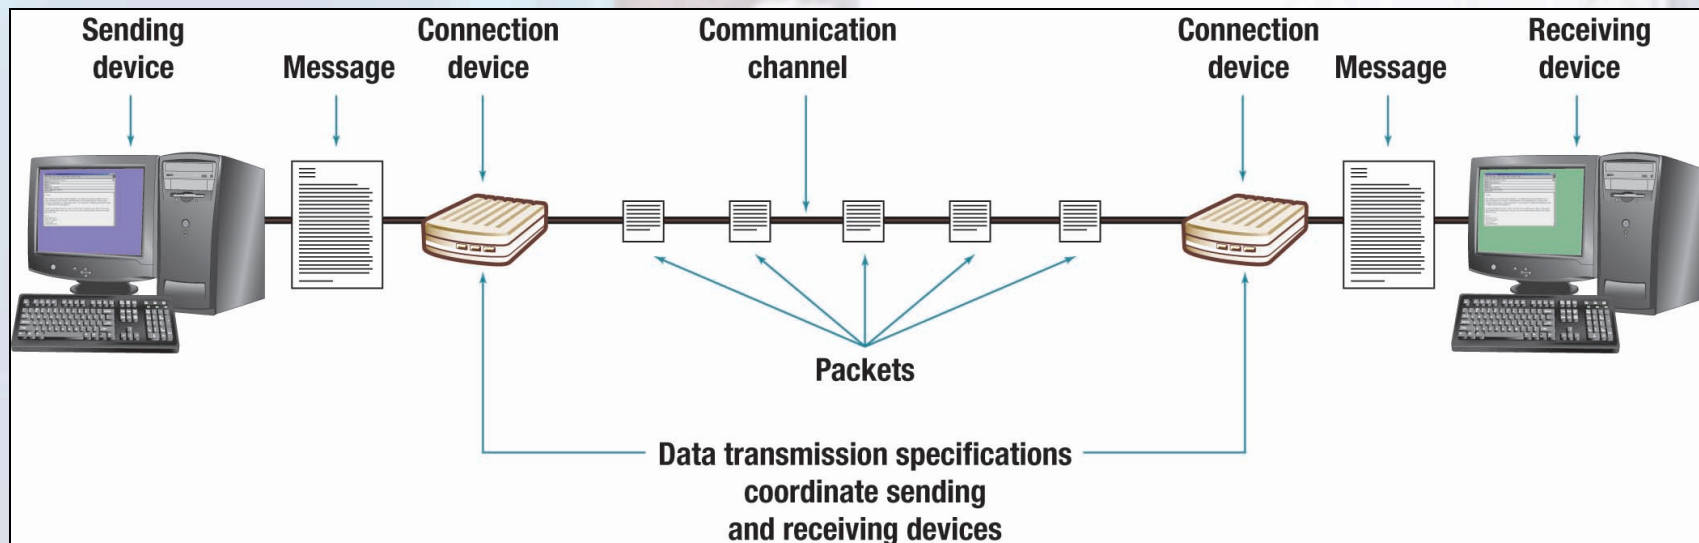 Sending
device
Message
Connection
device
Communication
channel
Connection
device
Message
Receiving
device
Packets
Data transmission specifications
coordinate sending
and receiving devices